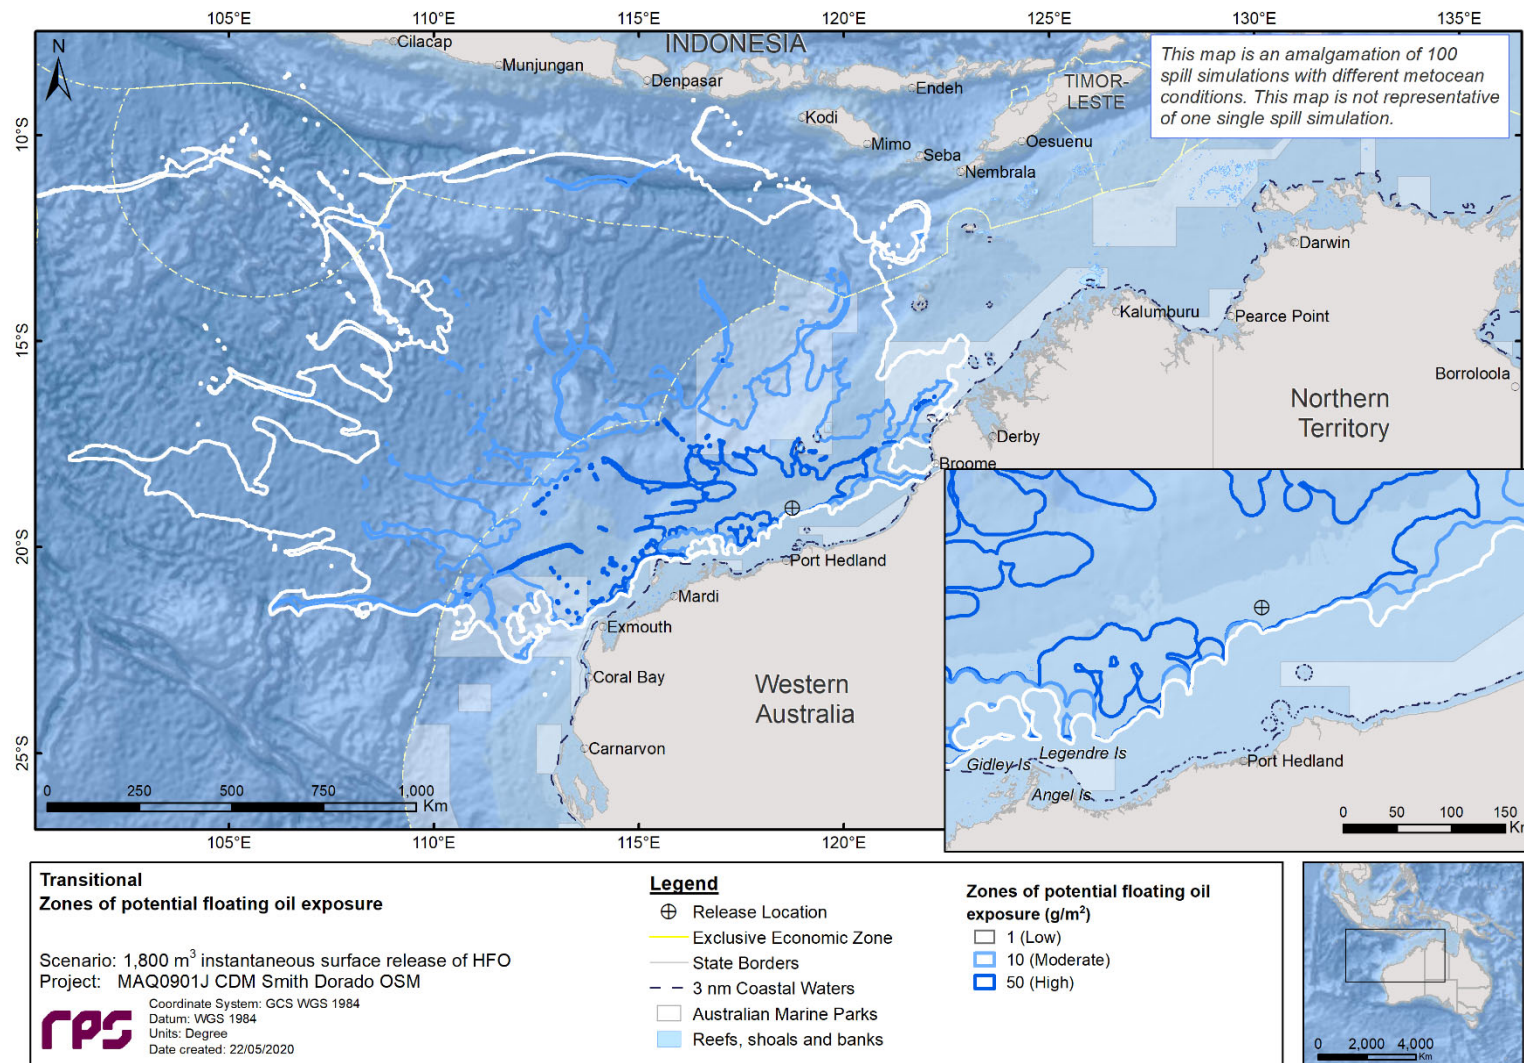 105°E 110°E 115°E 120°E 125°E 130°E 135°E
N
INDONESIA
Cilacap
Munjungan
Denpasar
Endeh
TIMOR-
LESTE
Kodi
Mimo
Seba
Oesuenu
Nembrala
This map is an amalgamation of 100
spill simulations with different metocean
conditions. This map is not representative
of one single spill simulation.
10°S
15°S
20°S
25°S
Darwin
Kalumburu
Pearce Point
Borroloola
Northern
Territory
Derby
Broome
Port Hedland
Mardi
Exmouth
Coral Bay
Western
Australia
Carnarvon
0 250 500 750 1,000
Km
Legendre Is
Gidley Is
Angel Is
Port Hedland
0 50 100 150
Km
105°E 110°E 115°E 120°E
Transitional
Zones of potential floating oil exposure
Scenario: 1,800 m³ instantaneous surface release of HFO
Project: MAQ0901J CDM Smith Dorado OSM
rps
Coordinate System: GCS WGS 1984
Datum: WGS 1984
Units: Degree
Date created: 22/05/2020
Legend
Release Location
Exclusive Economic Zone
State Borders
3 nm Coastal Waters
Australian Marine Parks
Reefs, shoals and banks
Zones of potential floating oil
exposure (g/m²)
1 (Low)
10 (Moderate)
50 (High)
0 2,000 4,000
Km